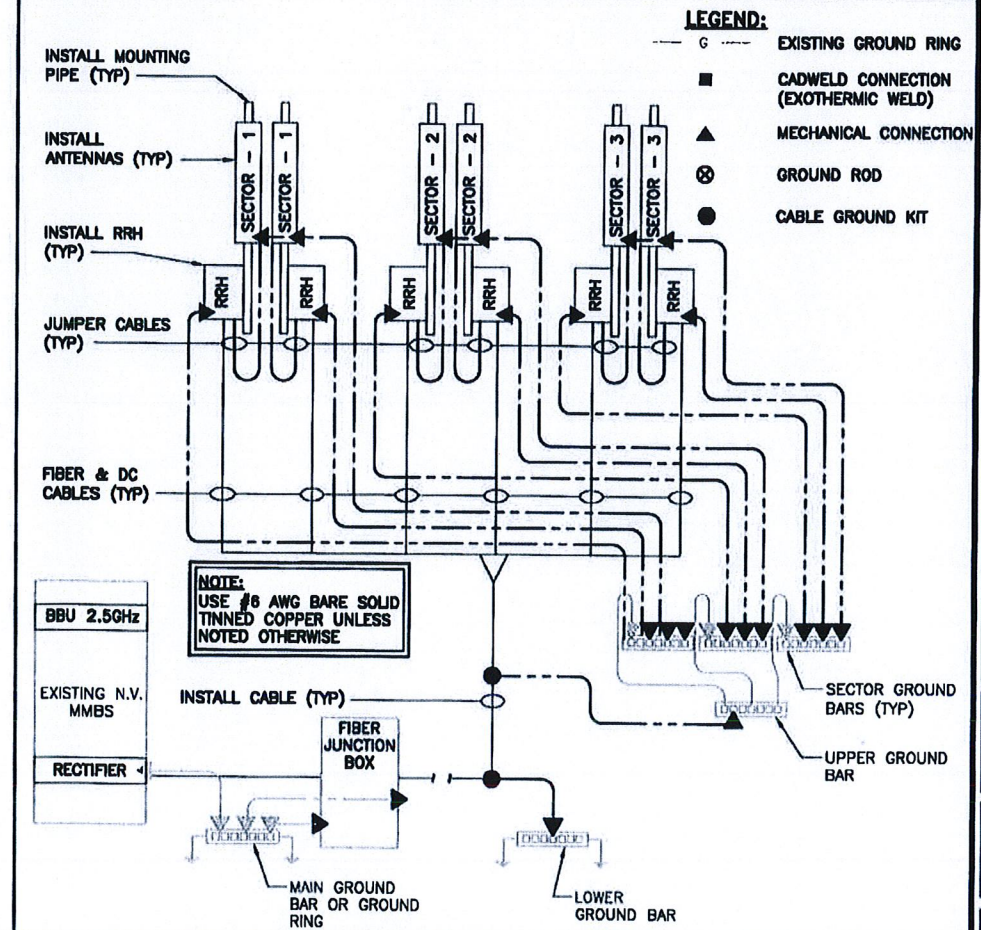 LEGEND:
G EXISTING GROUND RING
CADWELD CONNECTION
(EXOTHERMIC WELD)
MECHANICAL CONNECTION
GROUND ROD
CABLE GROUND KIT
INSTALL MOUNTING
PIPE (TYP)
INSTALL
ANTENNAS (TYP)
INSTALL RRH
(TYP)
JUMPER CABLES
(TYP)
FIBER & DC
CABLES (TYP)
SECTOR - 1
SECTOR - 1
SECTOR - 2
SECTOR - 2
SECTOR - 3
SECTOR - 3
RRH
RRH
RRH
RRH
RRH
RRH
NOTE:
USE #6 AWG BARE SOLID
TINNED COPPER UNLESS
NOTED OTHERWISE
BBU 2.5GHz
EXISTING N.V.
MMBS
RECTIFIER
INSTALL CABLE (TYP)
FIBER
JUNCTION
BOX
SECTOR GROUND
BARS (TYP)
UPPER GROUND
BAR
MAIN GROUND
BAR OR GROUND
RING
LOWER
GROUND BAR